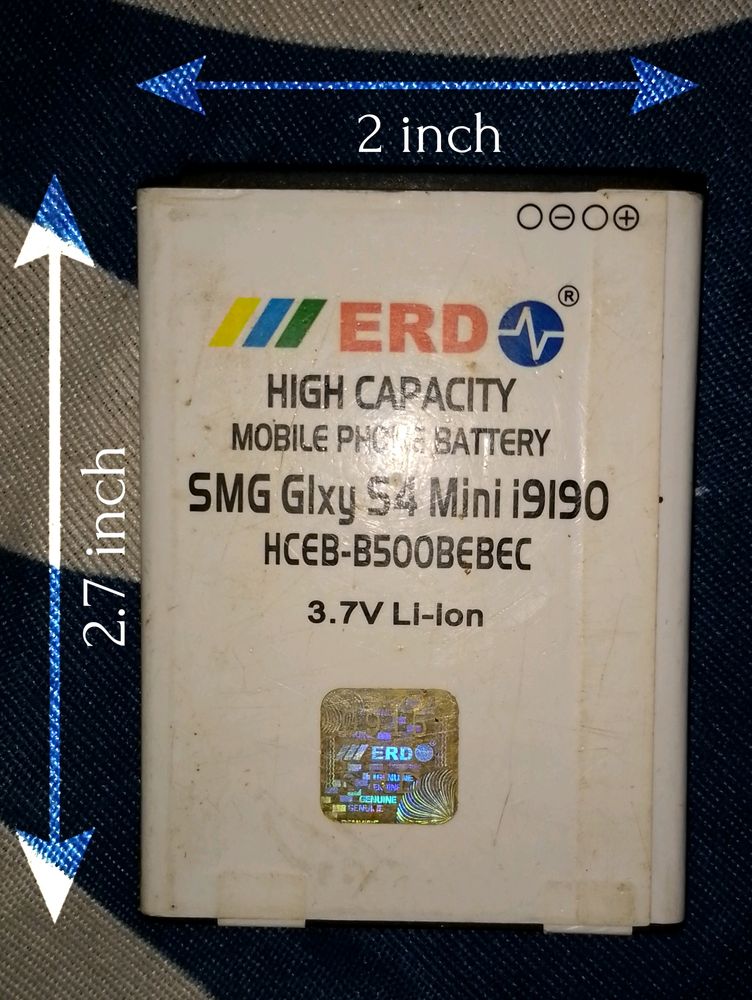 2 inch
2.7 inch
ERD ®
HIGH CAPACITY
MOBILE PHONE BATTERY
SMG Glxy S4 Mini i9190
HCEB-B500BEBEC
3.7V Li-Ion
ERD
GENUINE
GENUINE